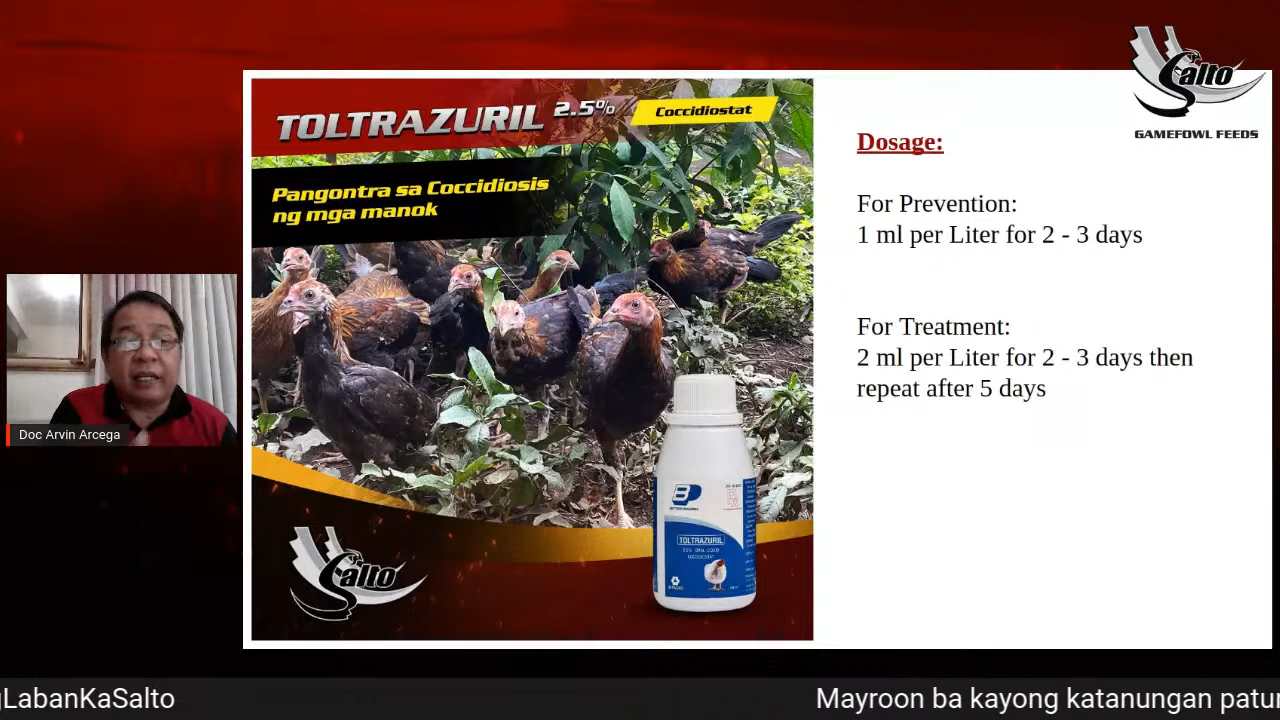 Salto
GAMEFOWL FEEDS
TOLTRAZURIL 2.5%
Coccidiostat
Pangontra sa Coccidiosis
ng mga manok
Dosage:
For Prevention:
1 ml per Liter for 2 - 3 days
For Treatment:
2 ml per Liter for 2 - 3 days then
repeat after 5 days
Doc Arvin Arcega
Salto
TOLTRAZURIL
gLabanKaSalto
Mayroon ba kayong katanungan patu